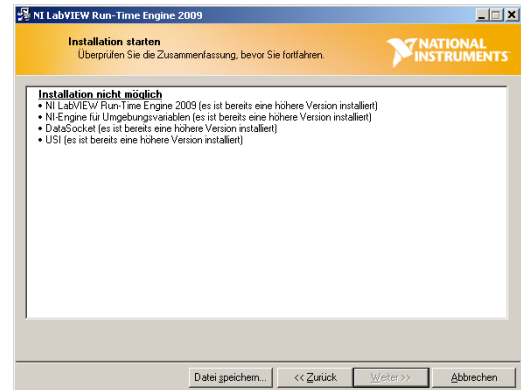 NI LabVIEW Run-Time Engine 2009
Installation starten
Überprüfen Sie die Zusammenfassung, bevor Sie fortfahren.
NATIONAL
INSTRUMENTS
Installation nicht möglich
• NI LabVIEW Run-Time Engine 2009 (es ist bereits eine höhere Version installiert)
• NI-Engine für Umgebungsvariablen (es ist bereits eine höhere Version installiert)
• DataSocket (es ist bereits eine höhere Version installiert)
• USI (es ist bereits eine höhere Version installiert)
Datei speichern... << Zurück Weiter >> Abbrechen